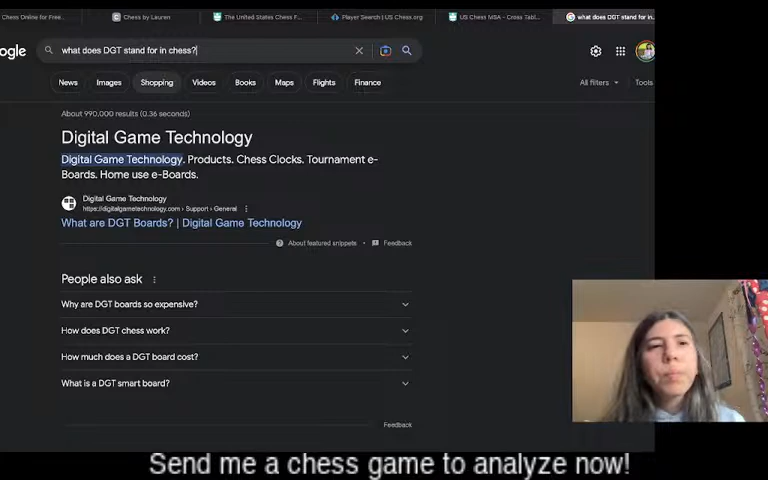 Chess Online for Free
Chess by Lauren
The United States Chess F...
Player Search | US Chess.org
US Chess MSA - Cross Tabl...
what does DGT stand for in...
ogle
what does DGT stand for in chess?
News
Images
Shopping
Videos
Books
Maps
Flights
Finance
All filters
Tools
About 990,000 results (0.36 seconds)
Digital Game Technology
Digital Game Technology. Products. Chess Clocks. Tournament e-
Boards. Home use e-Boards.
Digital Game Technology
https://digitalgametechnology.com › Support › General
What are DGT Boards? | Digital Game Technology
About featured snippets • Feedback
People also ask
Why are DGT boards so expensive?
How does DGT chess work?
How much does a DGT board cost?
What is a DGT smart board?
Feedback
Send me a chess game to analyze now!